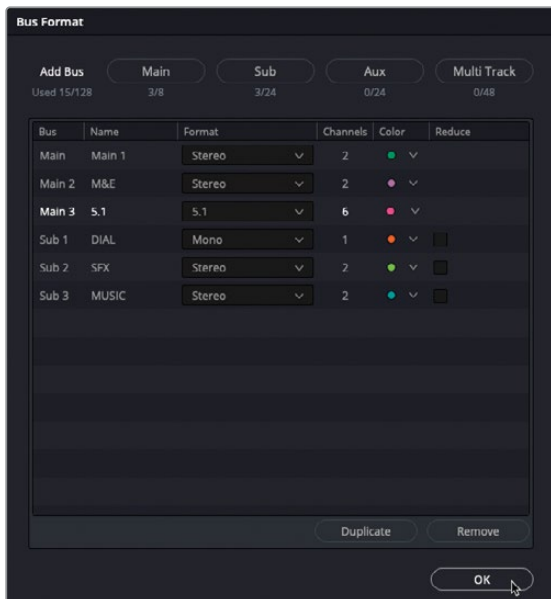 Bus Format
Add Bus Main Sub Aux Multi Track
Used 15/128 3/8 3/24 0/24 0/48
Bus Name Format Channels Color Reduce
Main Main 1 Stereo 2
Main 2 M&E Stereo 2
Main 3 5.1 5.1 6
Sub 1 DIAL Mono 1
Sub 2 SFX Stereo 2
Sub 3 MUSIC Stereo 2
Duplicate Remove
OK